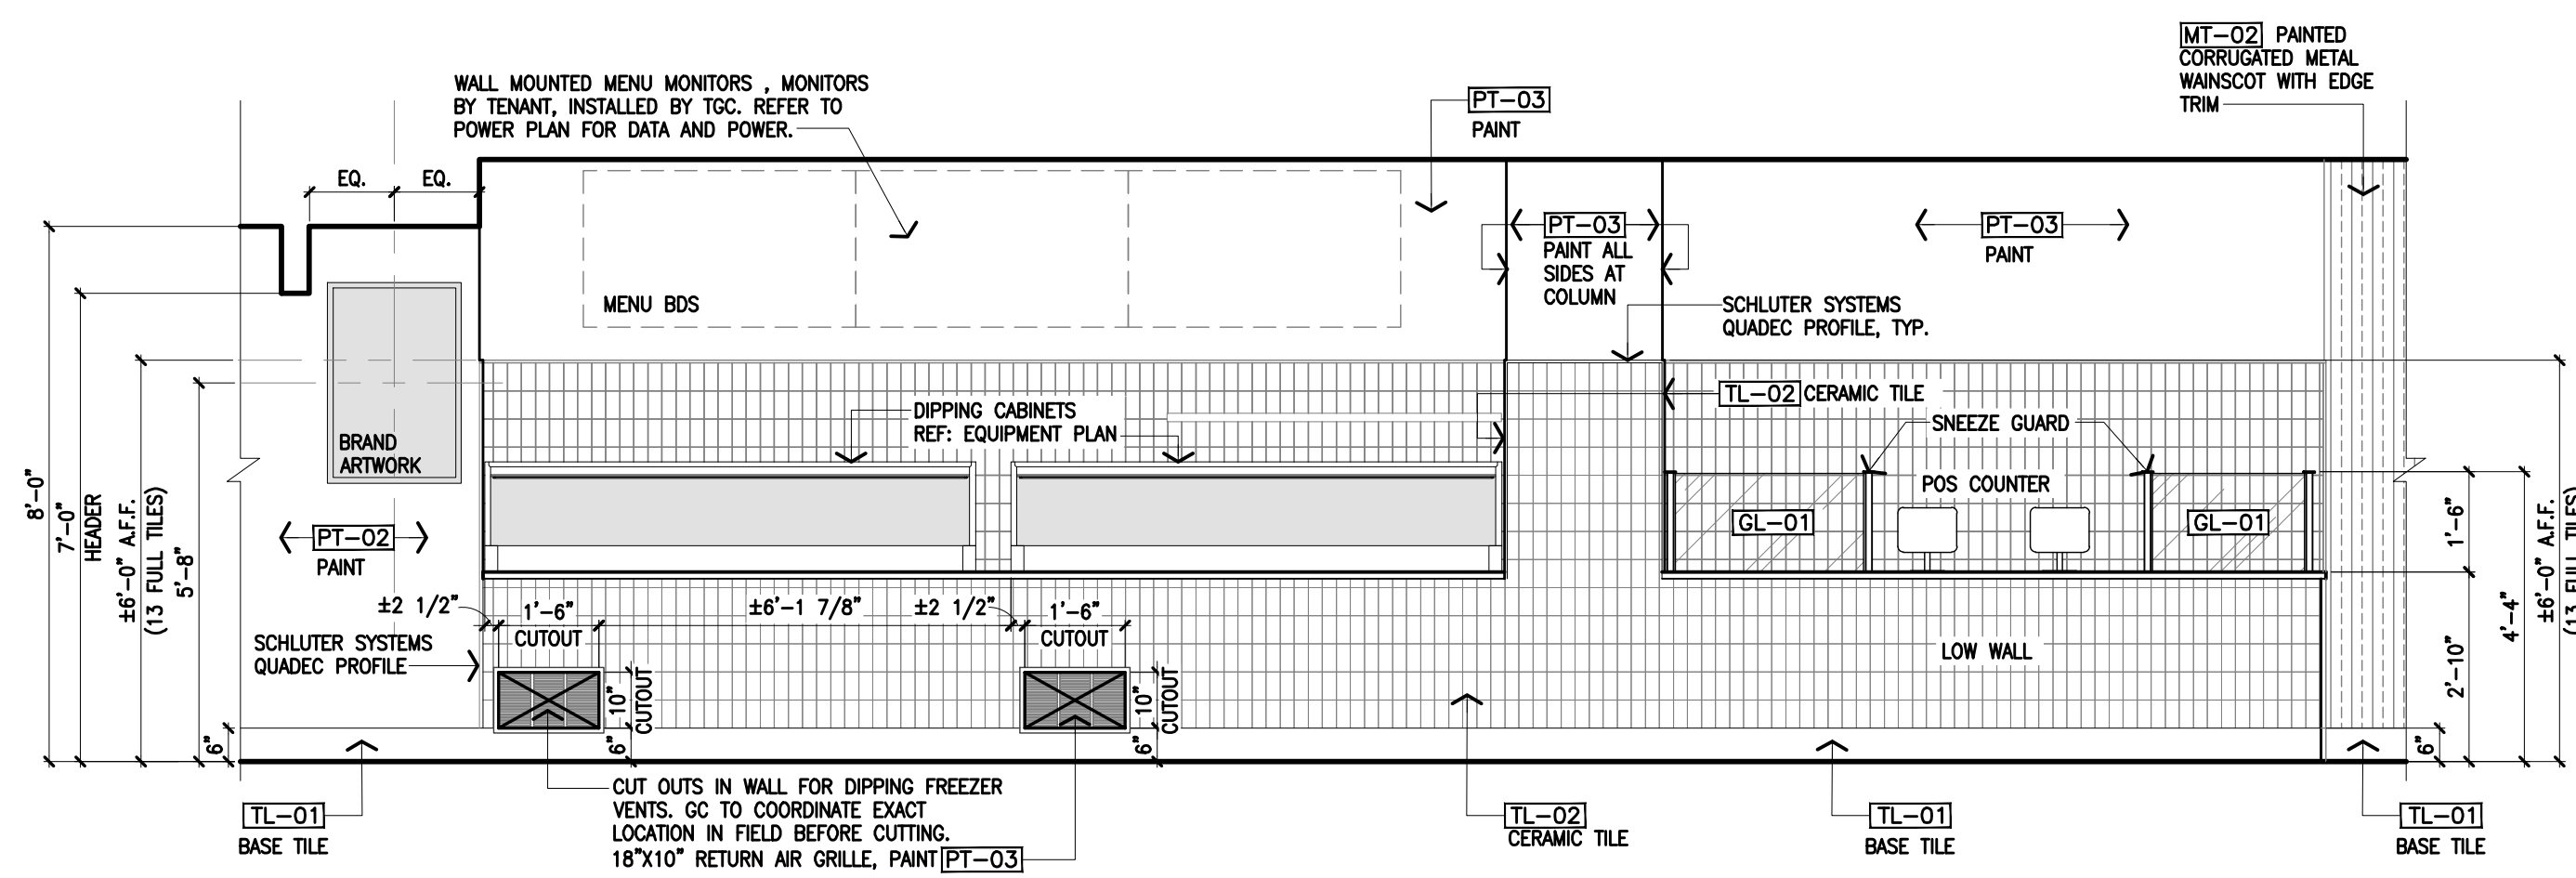 MT-02 PAINTED
CORRUGATED METAL
WAINSCOT WITH EDGE
TRIM
WALL MOUNTED MENU MONITORS , MONITORS
BY TENANT, INSTALLED BY TGC. REFER TO
POWER PLAN FOR DATA AND POWER.
PT-03
PAINT
EQ.
EQ.
PT-03
PAINT ALL
SIDES AT
COLUMN
PT-03
PAINT
MENU BDS
SCHLUTER SYSTEMS
QUADEC PROFILE, TYP.
TL-02 CERAMIC TILE
DIPPING CABINETS
REF: EQUIPMENT PLAN
SNEEZE GUARD
BRAND
ARTWORK
POS COUNTER
GL-01
GL-01
8'-0"
7'-0"
HEADER
±6'-0" A.F.F.
(13 FULL TILES)
5'-8"
6"
PT-02
PAINT
1'-6"
2'-10"
4'-4"
±6'-0" A.F.F.
(13 FULL TILES)
6"
±2 1/2"
1'-6"
CUTOUT
±6'-1 7/8"
±2 1/2"
1'-6"
CUTOUT
SCHLUTER SYSTEMS
QUADEC PROFILE
LOW WALL
10"
CUTOUT
6"
10"
CUTOUT
6"
CUT OUTS IN WALL FOR DIPPING FREEZER
VENTS. GC TO COORDINATE EXACT
LOCATION IN FIELD BEFORE CUTTING.
18"X10" RETURN AIR GRILLE, PAINT PT-03
TL-01
BASE TILE
TL-02
CERAMIC TILE
TL-01
BASE TILE
TL-01
BASE TILE